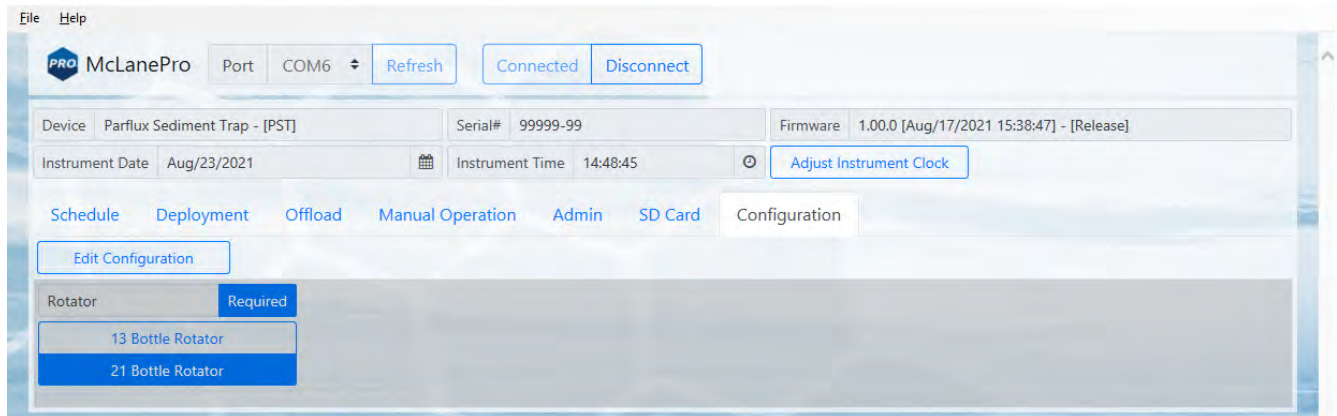 File Help
PRO McLanePro Port COM6 Refresh Connected Disconnect
Device Parflux Sediment Trap - [PST] Serial# 99999-99 Firmware 1.00.0 [Aug/17/2021 15:38:47] - [Release]
Instrument Date Aug/23/2021 Instrument Time 14:48:45 Adjust Instrument Clock
Schedule Deployment Offload Manual Operation Admin SD Card Configuration
Edit Configuration
Rotator Required
13 Bottle Rotator
21 Bottle Rotator